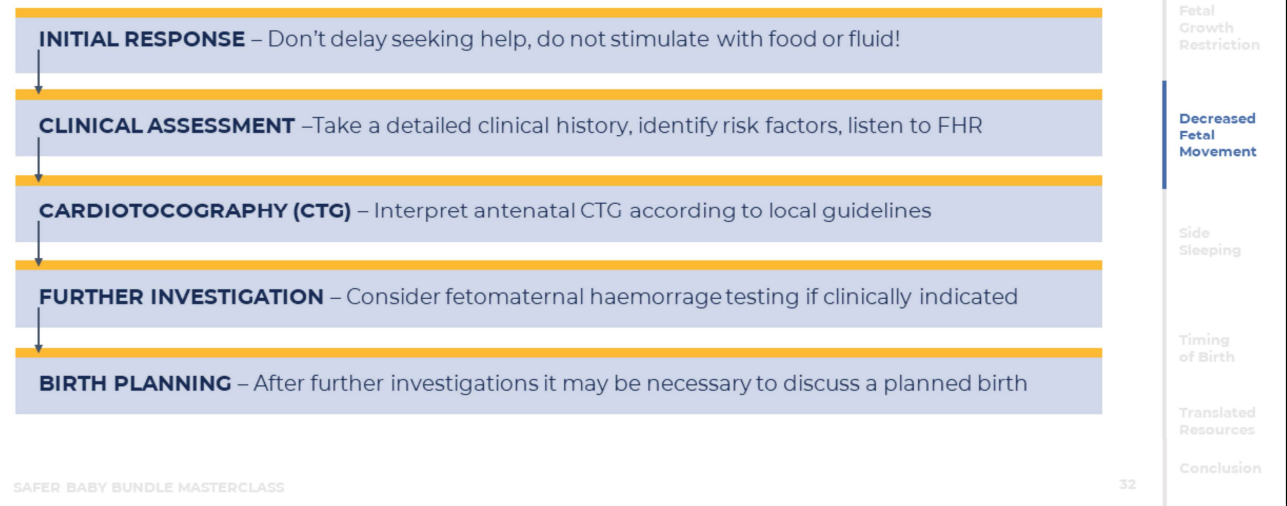 INITIAL RESPONSE – Don't delay seeking help, do not stimulate with food or fluid!
CLINICAL ASSESSMENT –Take a detailed clinical history, identify risk factors, listen to FHR
CARDIOTOCOGRAPHY (CTG) – Interpret antenatal CTG according to local guidelines
FURTHER INVESTIGATION – Consider fetomaternal haemorrage testing if clinically indicated
BIRTH PLANNING – After further investigations it may be necessary to discuss a planned birth
SAFER BABY BUNDLE MASTERCLASS
32
Fetal
Growth
Restriction
Decreased
Fetal
Movement
Side
Sleeping
Timing
of Birth
Translated
Resources
Conclusion